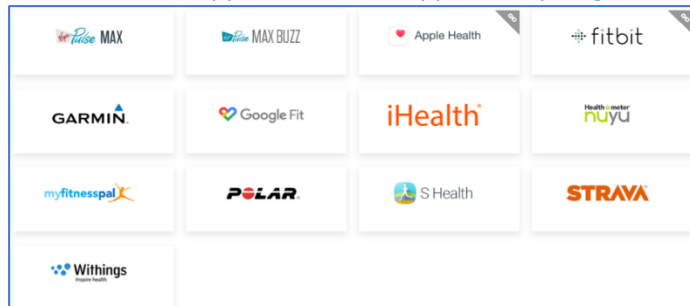 Virgin Pulse MAX
Pulse MAX BUZZ
Apple Health
fitbit
GARMIN.
Google Fit
iHealth
Health o meter
nuyu
myfitnesspal
POLAR.
S Health
STRAVA
Withings
Inspire health